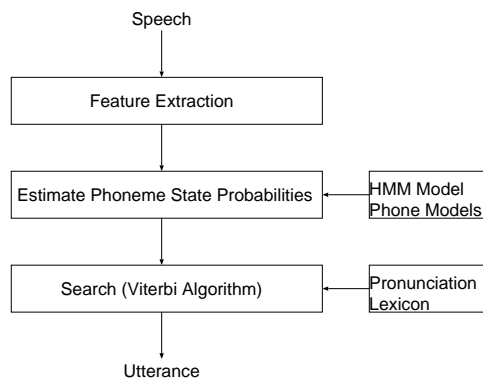 Speech
Feature Extraction
Estimate Phoneme State Probabilities
HMM Model
Phone Models
Search (Viterbi Algorithm)
Pronunciation
Lexicon
Utterance